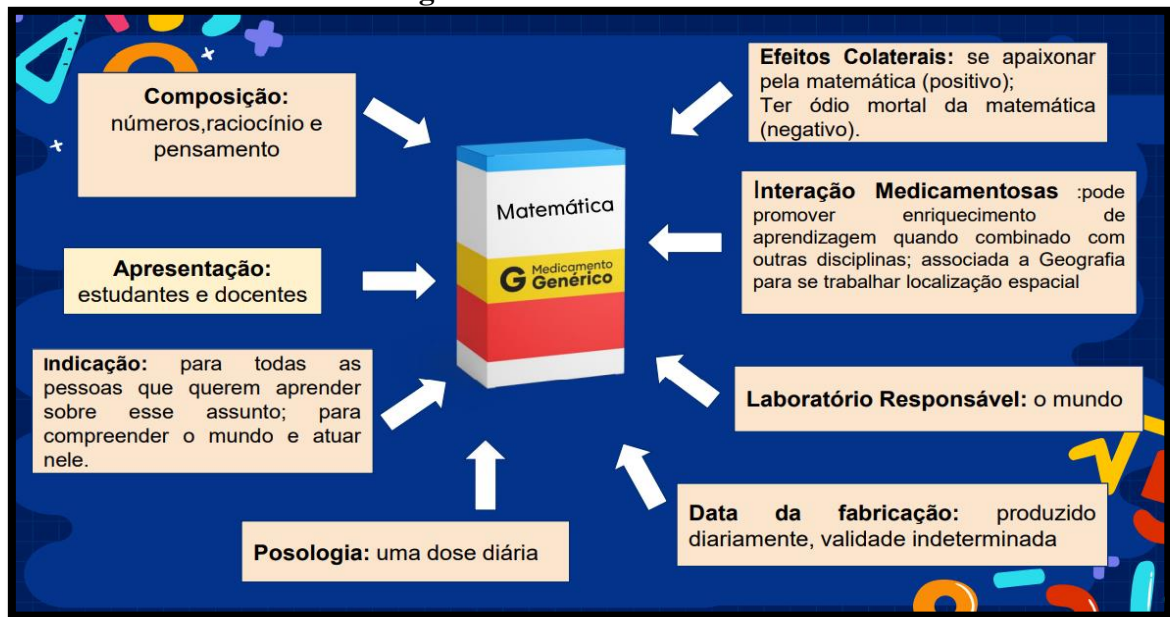 Composição:
números,raciocínio e
pensamento
Apresentação:
estudantes e docentes
Indicação: para todas as
pessoas que querem aprender
sobre esse assunto; para
compreender o mundo e atuar
nele.
Posologia: uma dose diária
Matemática
G Medicamento
Genérico
Efeitos Colaterais: se apaixonar
pela matemática (positivo);
Ter ódio mortal da matemática
(negativo).
Interação Medicamentosas :pode
promover enriquecimento de
aprendizagem quando combinado com
outras disciplinas; associada a Geografia
para se trabalhar localização espacial
Laboratório Responsável: o mundo
Data da fabricação: produzido
diariamente, validade indeterminada